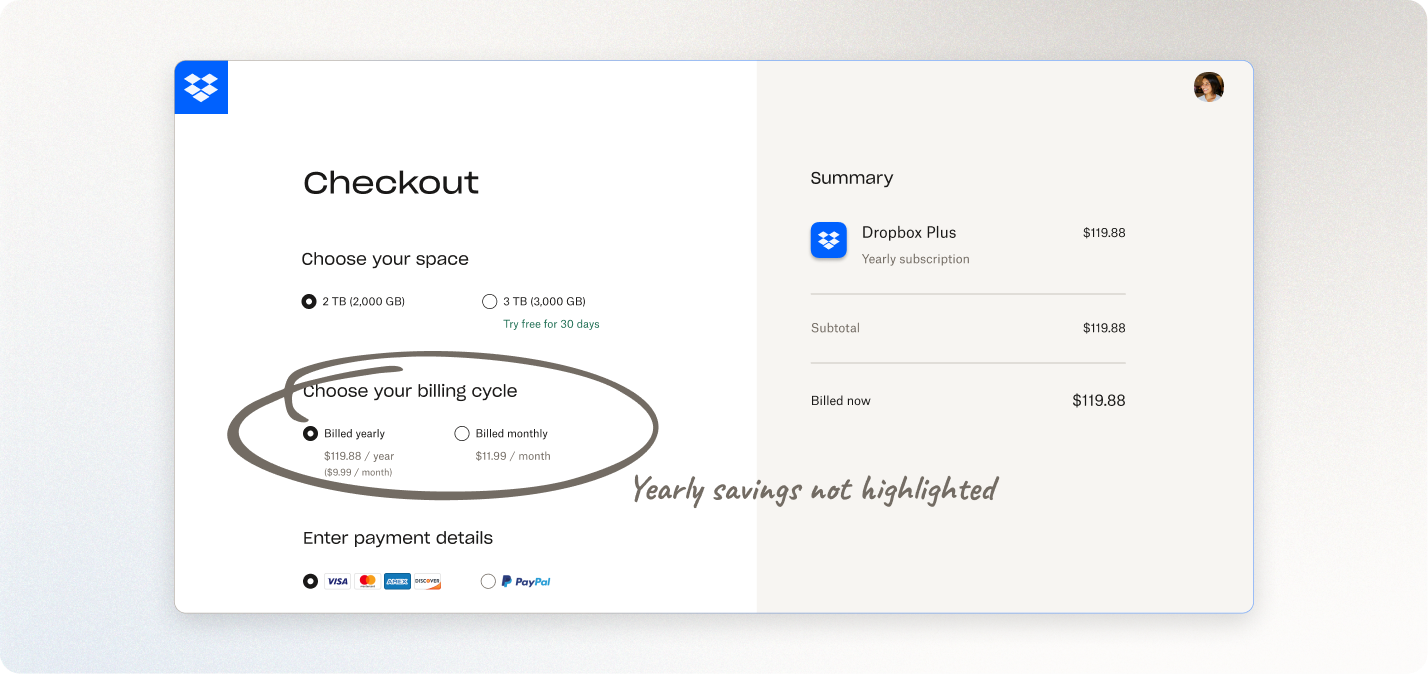 Checkout
Choose your space
2 TB (2,000 GB)
3 TB (3,000 GB)
Try free for 30 days
Choose your billing cycle
Billed yearly
$119.88 / year
($9.99 / month)
Billed monthly
$11.99 / month
Enter payment details
VISA
mastercard
AMEX
DISCOVER
PayPal
Summary
Dropbox Plus
$119.88
Yearly subscription
Subtotal
$119.88
Billed now
$119.88
Yearly savings not highlighted